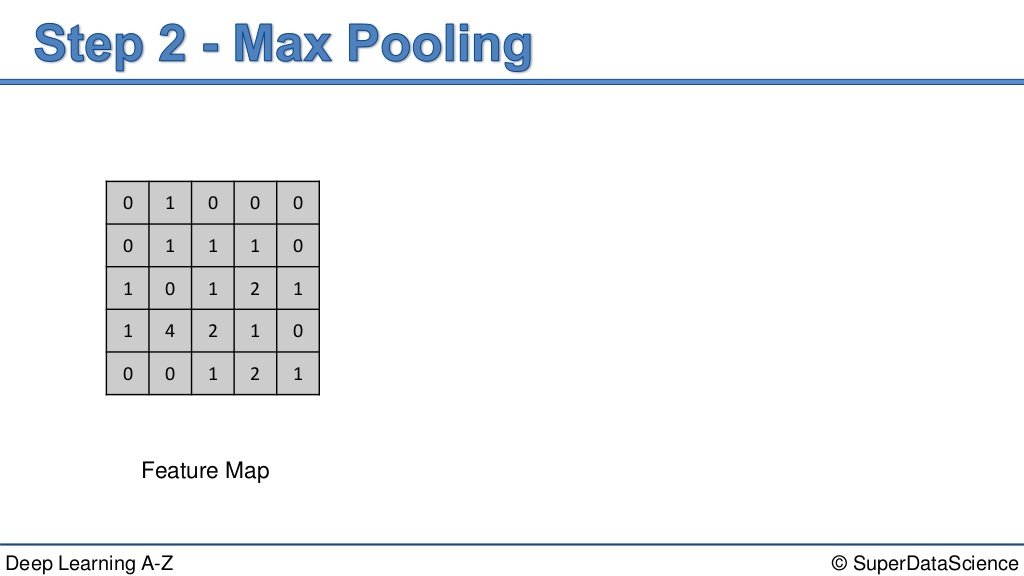 Step 2 - Max Pooling
0 1 0 0 0
0 1 1 1 0
1 0 1 2 1
1 4 2 1 0
0 0 1 2 1
Feature Map
Deep Learning A-Z
© SuperDataScience